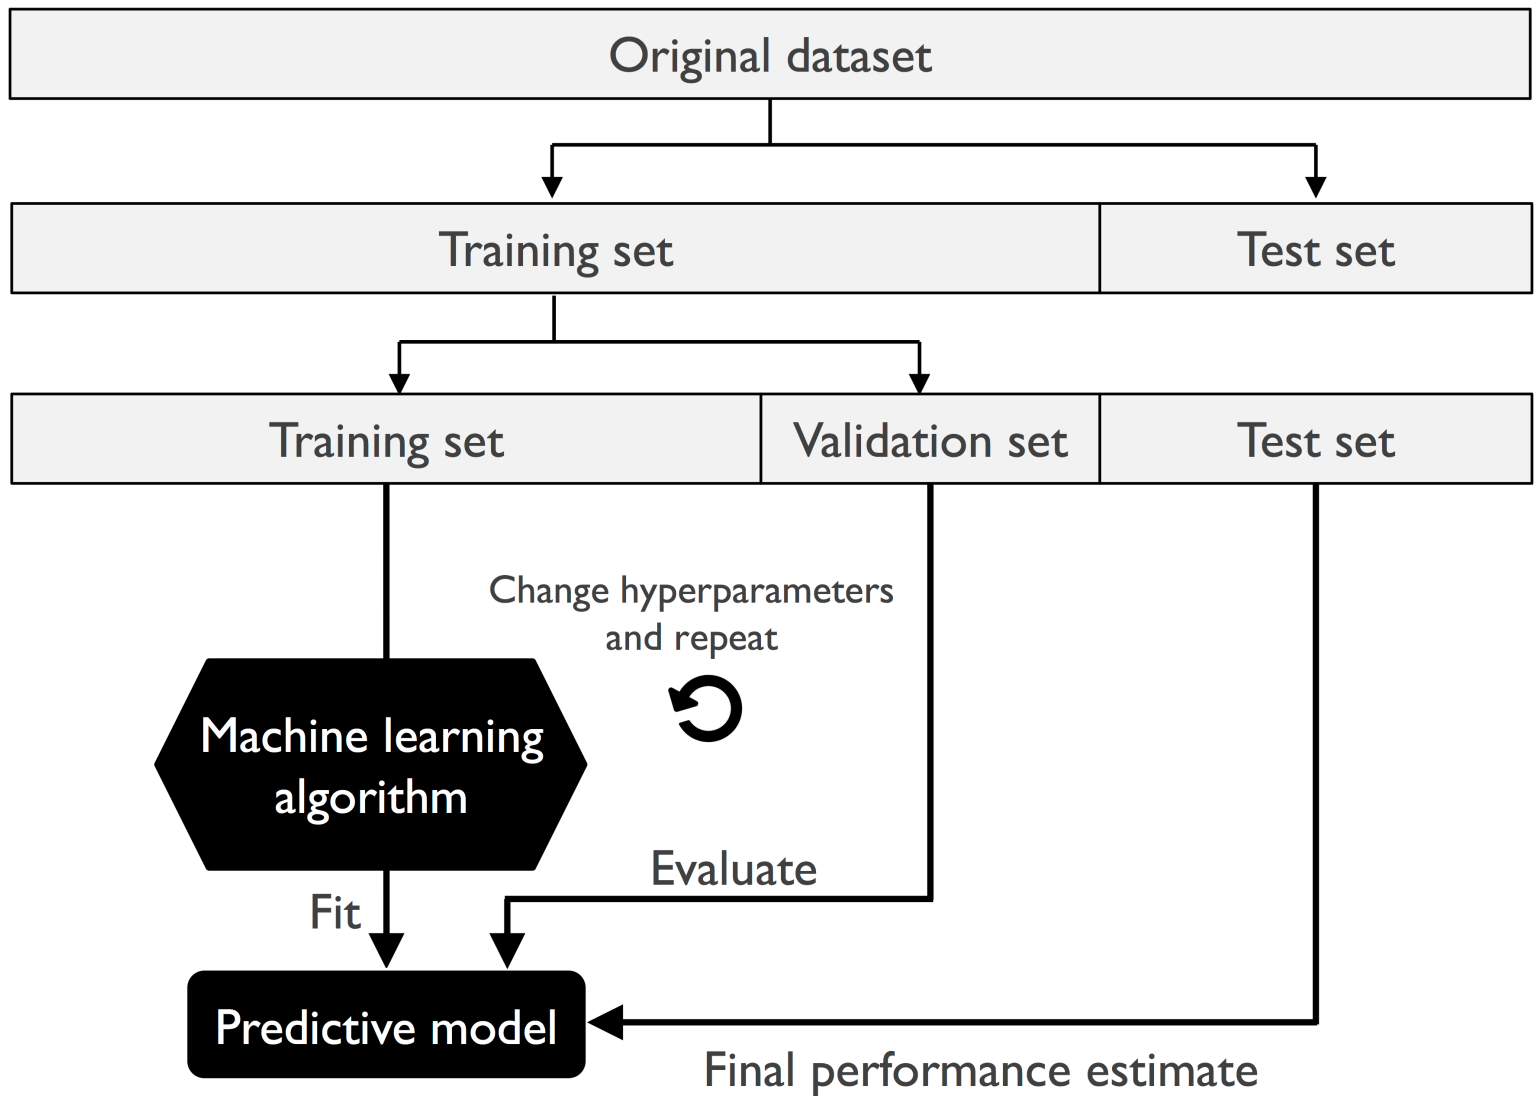 Original dataset
Training set
Test set
Training set
Validation set
Test set
Change hyperparameters
and repeat
Machine learning
algorithm
Evaluate
Fit
Predictive model
Final performance estimate